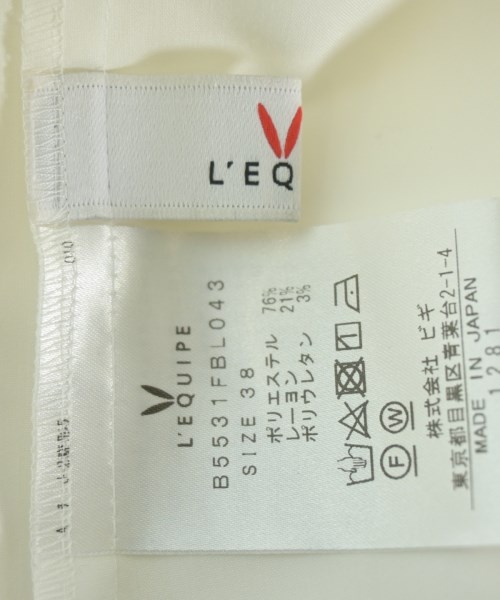 L'EQ
010
L'EQUIPE
B5531FBL043
SIZE 38
ポリエステル 76%
レーヨン 21%
ポリウレタン 3%
F W
株式会社 ビギ
東京都目黒区青葉台2-1-4
MADE IN JAPAN
1281